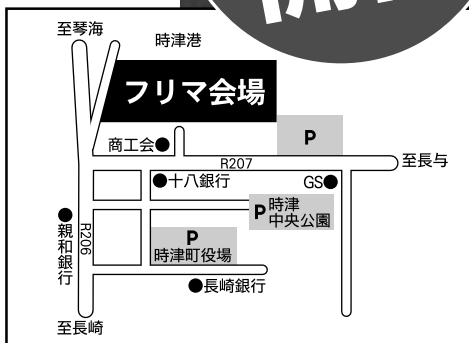 至琴海
時津港
フリマ会場
商工会●
P
R207
至長与
●十八銀行
GS●
P 時津
中央公園
●親和銀行
R206
P
時津町役場
●長崎銀行
至長崎